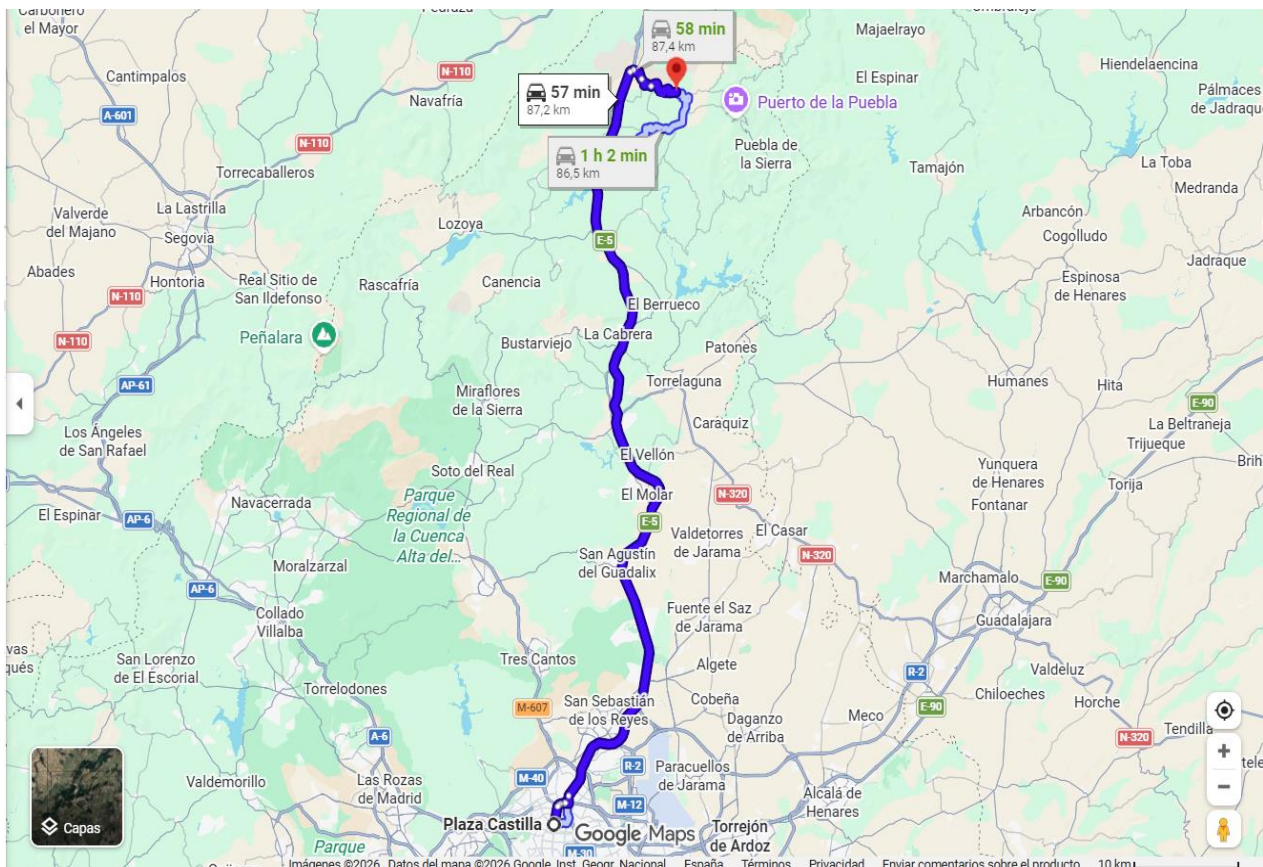 Carbonero
el Mayor
Pedraza
58 min
87,4 km
Majaelrayo
Hiendelaencina
Cantimpalos
N-110
El Espinar
Pálmaces
de Jadraque
Navafría
57 min
87,2 km
Puerto de la Puebla
A-601
N-110
Puebla de
la Sierra
1 h 2 min
86,5 km
Torrecaballeros
Tamajón
La Toba
Medranda
La Lastrilla
Valverde
del Majano
Segovia
Lozoya
Arbancón
Cogolludo
E-5
Jadraque
Abades
Hontoria
Real Sitio de
San Ildefonso
Rascafría
Canencia
Espinosa
de Henares
N-110
El Berrueco
Peñalara
La Cabrera
N-110
Bustarviejo
Patones
AP-61
Torrelaguna
Humanes
Hita
Miraflores
de la Sierra
E-90
Caraquiz
La Beltraneja
Los Ángeles
de San Rafael
Trijueque
El Vellón
Soto del Real
Yunquera
de Henares
Brih
Torija
Navacerrada
Parque
Regional de
la Cuenca
Alta del...
El Molar
N-320
Fontanar
El Espinar
AP-6
E-5
Valdetorres
de Jarama
El Casar
San Agustín
del Guadalix
N-320
Moralzarzal
Marchamalo
E-90
AP-6
Collado
Villalba
Fuente el Saz
de Jarama
Guadalajara
vas
qués
San Lorenzo
de El Escorial
Tres Cantos
Algete
R-2
Valdeluz
Torrelodones
San Sebastián
de los Reyes
Cobeña
Chiloeches
Horche
M-607
Daganzo
de Arriba
Meco
E-90
Tendilla
A-6
N-320
R-2
Paracuellos
de Jarama
M-40
Valdemorillo
Las Rozas
de Madrid
Alcalá de
Henares
M-12
Capas
Plaza Castilla
Google Maps
Torrejón
de Ardoz
Parque
M-30
Imágenes ©2026, Datos del mapa ©2026 Google, Inst. Geogr. Nacional España Términos Privacidad Enviar comentarios sobre el producto 10 km